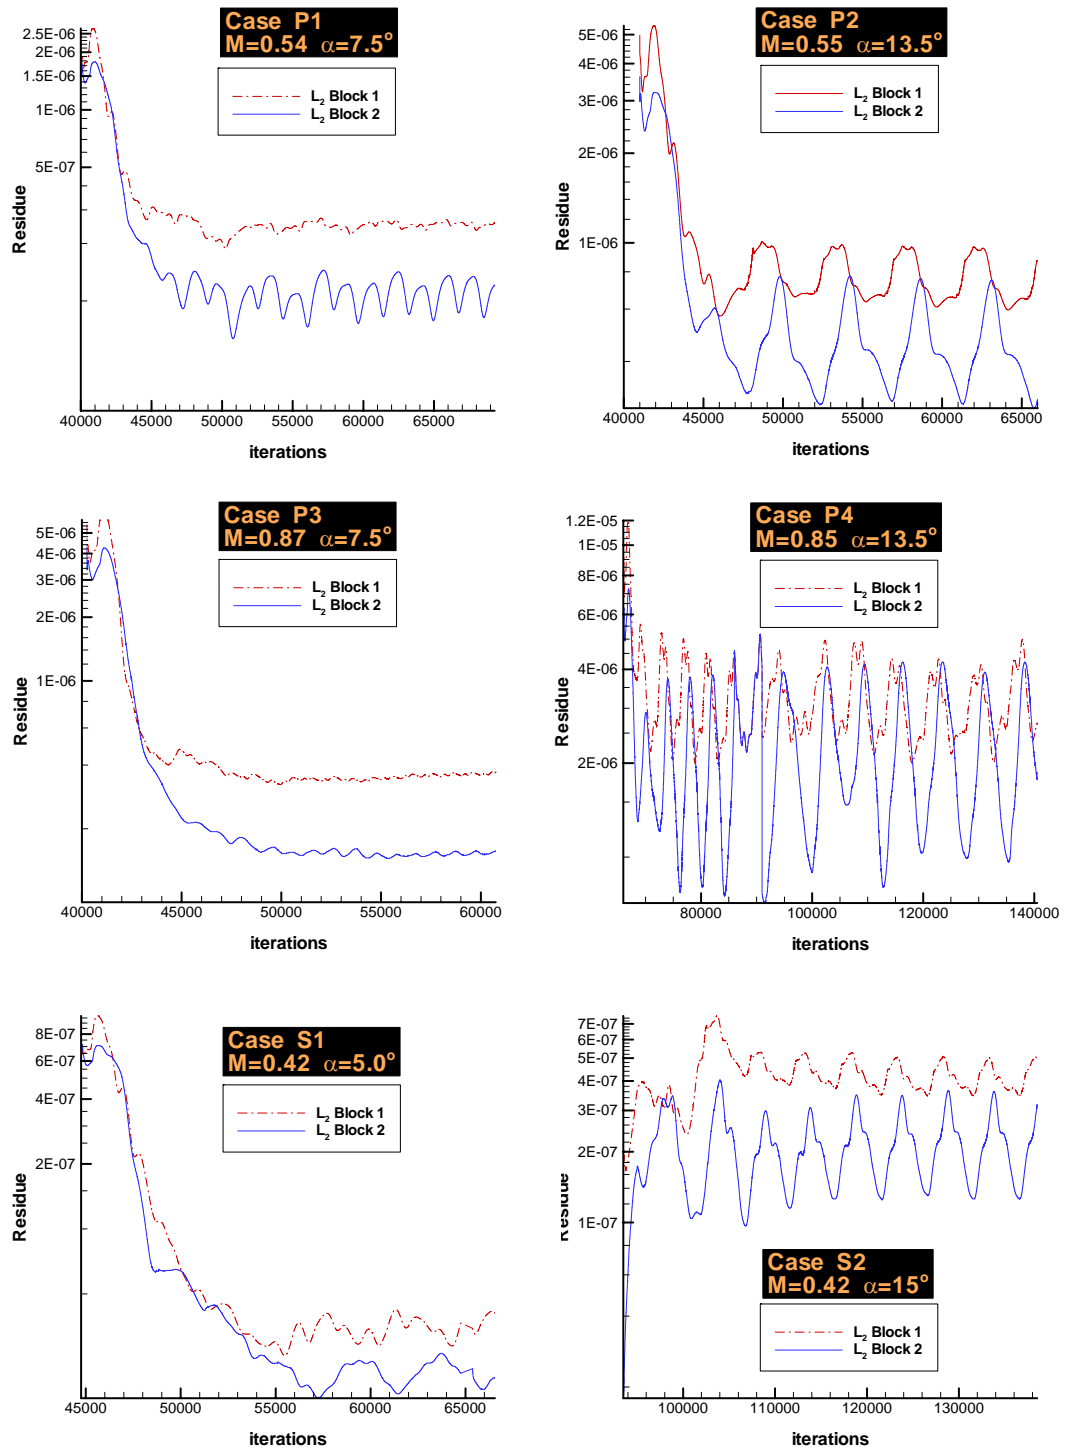 Case P1
M=0.54 α=7.5°
L2 Block 1
L2 Block 2
2.5E-06
2E-06
1.5E-06
1E-06
5E-07
Residue
40000 45000 50000 55000 60000 65000
iterations
Case P2
M=0.55 α=13.5°
L2 Block 1
L2 Block 2
5E-06
3E-06
2E-06
1E-06
Residue
40000 45000 50000 55000 60000 65000
iterations
Case P3
M=0.87 α=7.5°
L2 Block 1
L2 Block 2
5E-06
4E-06
3E-06
2E-06
1E-06
Residue
40000 45000 50000 55000 60000
iterations
Case P4
M=0.85 α=13.5°
L2 Block 1
L2 Block 2
1.2E-05
1E-05
8E-06
6E-06
4E-06
2E-06
Residue
80000 100000 120000 140000
iterations
Case S1
M=0.42 α=5.0°
L2 Block 1
L2 Block 2
8E-07
6E-07
4E-07
2E-07
Residue
45000 50000 55000 60000 65000
iterations
7E-07
6E-07
5E-07
4E-07
3E-07
2E-07
1E-07
Residue
Case S2
M=0.42 α=15°
L2 Block 1
L2 Block 2
100000 110000 120000 130000
iterations